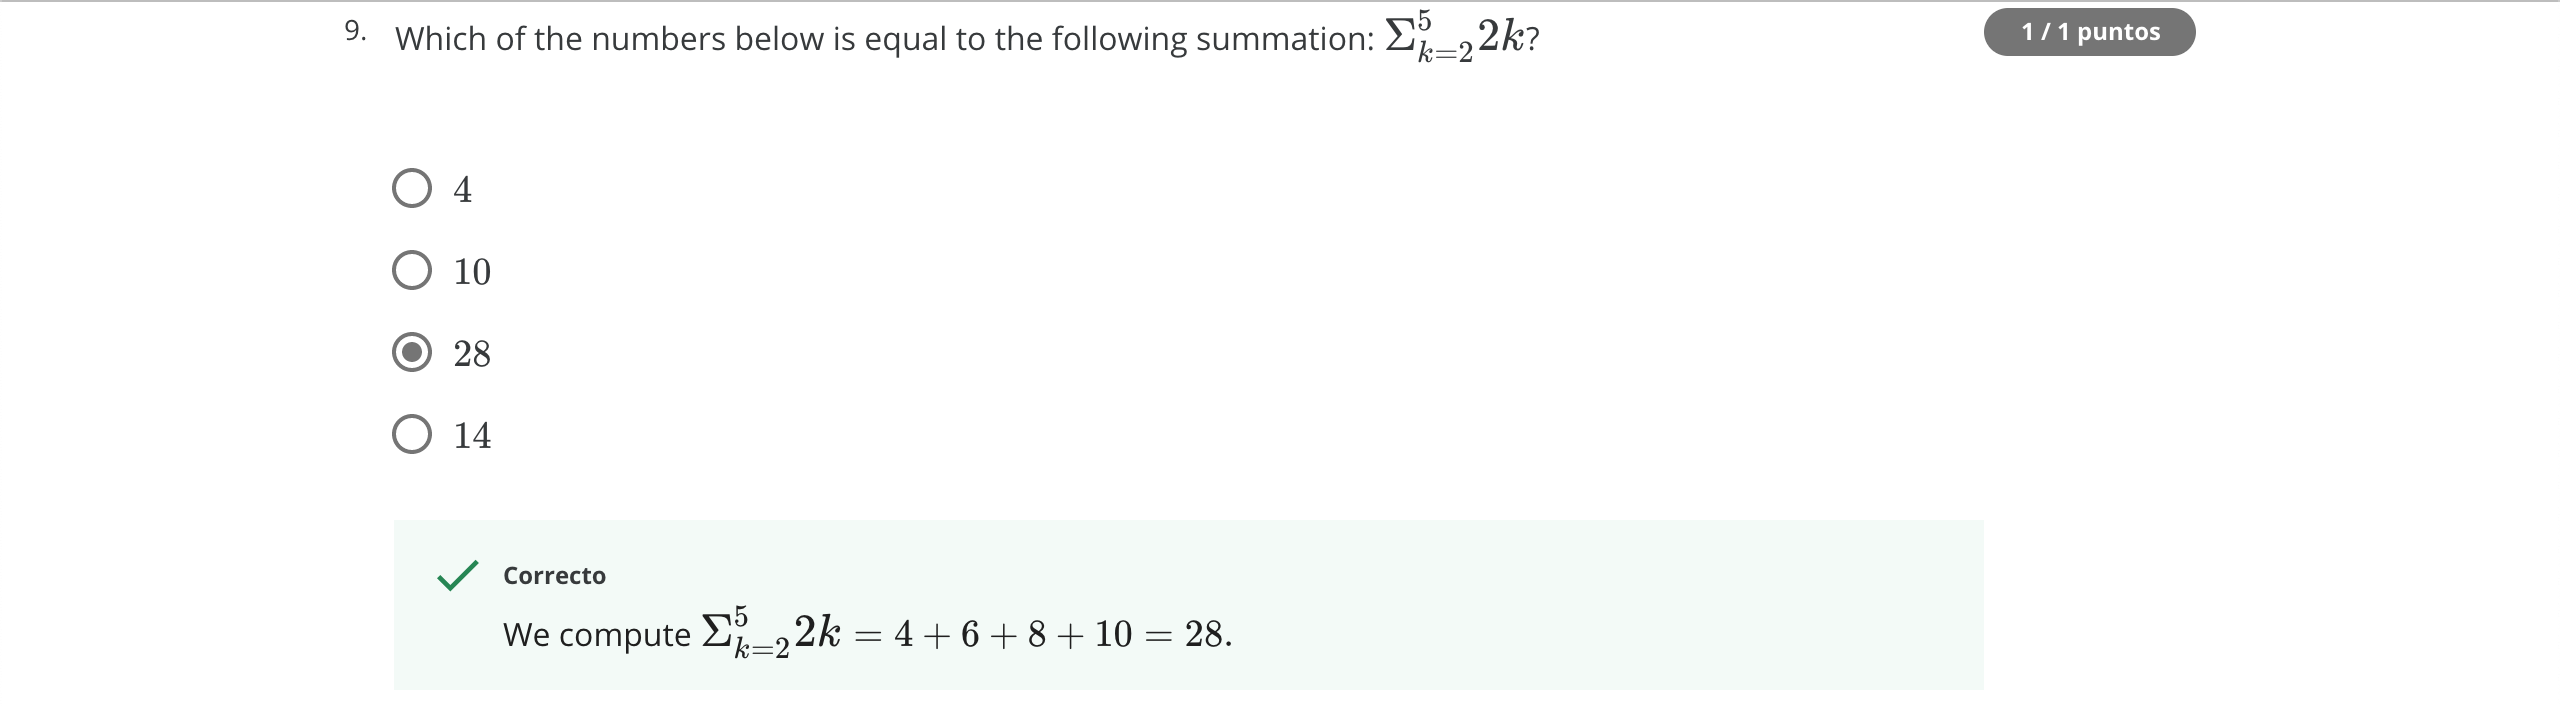 9. Which of the numbers below is equal to the following summation: $\Sigma_{k=2}^{5} 2k$?
1 / 1 puntos
4
10
28
14
Correcto
We compute $\Sigma_{k=2}^{5} 2k = 4 + 6 + 8 + 10 = 28.$